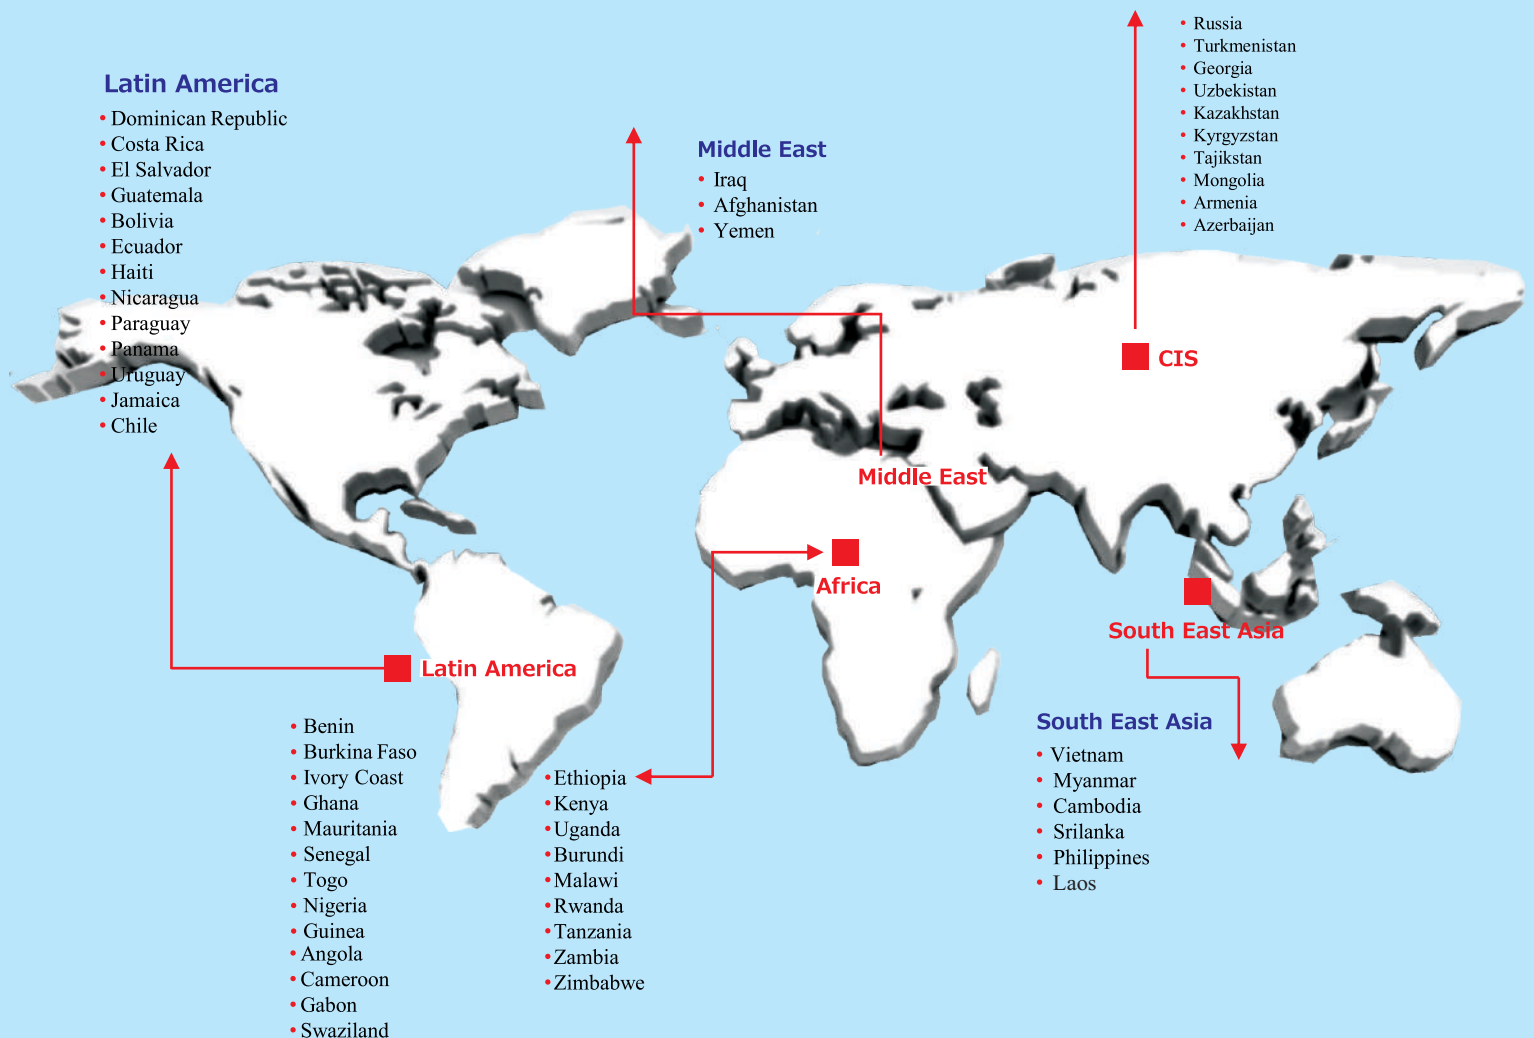 Latin America
• Dominican Republic
• Costa Rica
• El Salvador
• Guatemala
• Bolivia
• Ecuador
• Haiti
• Nicaragua
• Paraguay
• Panama
• Uruguay
• Jamaica
• Chile
Middle East
• Iraq
• Afghanistan
• Yemen
• Russia
• Turkmenistan
• Georgia
• Uzbekistan
• Kazakhstan
• Kyrgyzstan
• Tajikstan
• Mongolia
• Armenia
• Azerbaijan
CIS
Middle East
Africa
South East Asia
Latin America
• Benin
• Burkina Faso
• Ivory Coast
• Ghana
• Mauritania
• Senegal
• Togo
• Nigeria
• Guinea
• Angola
• Cameroon
• Gabon
• Swaziland
• Ethiopia
• Kenya
• Uganda
• Burundi
• Malawi
• Rwanda
• Tanzania
• Zambia
• Zimbabwe
South East Asia
• Vietnam
• Myanmar
• Cambodia
• Srilanka
• Philippines
• Laos